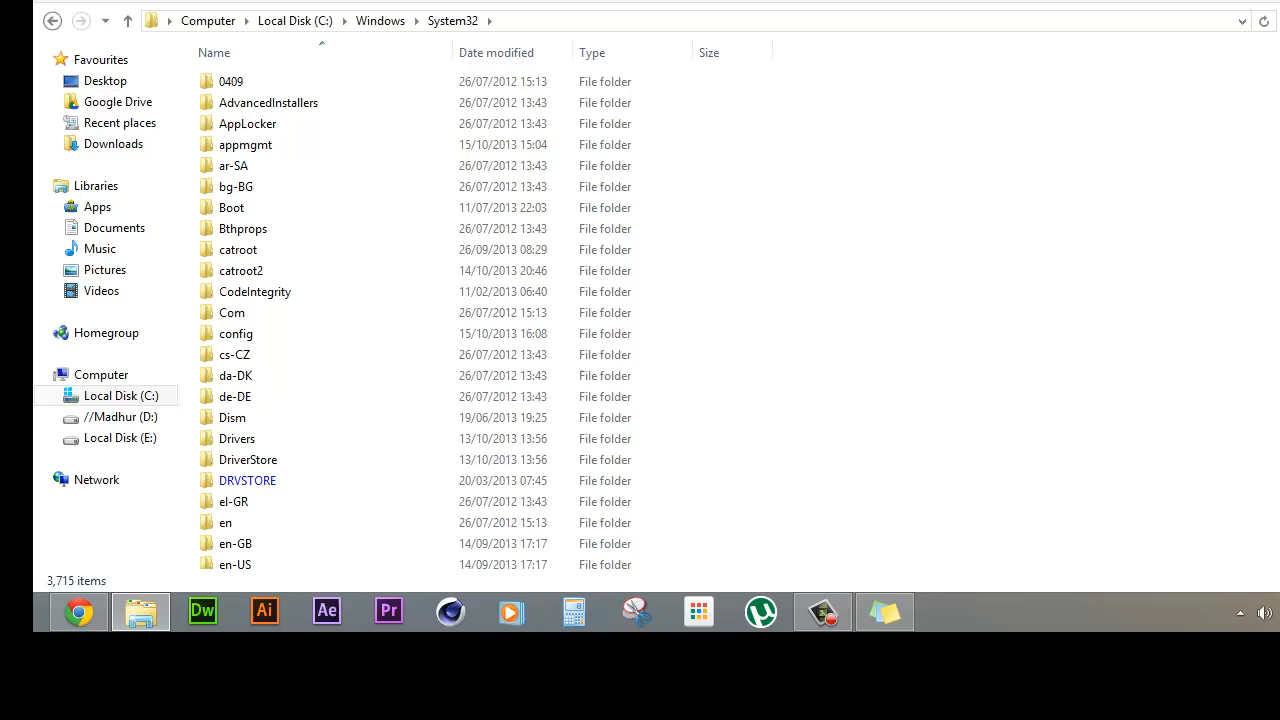 Computer Local Disk (C:) Windows System32
Name Date modified Type Size
Favourites
Desktop
Google Drive
Recent places
Downloads
Libraries
Apps
Documents
Music
Pictures
Videos
Homegroup
Computer
Local Disk (C:)
//Madhur (D:)
Local Disk (E:)
Network
0409 26/07/2012 15:13 File folder
AdvancedInstallers 26/07/2012 13:43 File folder
AppLocker 26/07/2012 13:43 File folder
appmgmt 15/10/2013 15:04 File folder
ar-SA 26/07/2012 13:43 File folder
bg-BG 26/07/2012 13:43 File folder
Boot 11/07/2013 22:03 File folder
Bthprops 26/07/2012 13:43 File folder
catroot 26/09/2013 08:29 File folder
catroot2 14/10/2013 20:46 File folder
CodeIntegrity 11/02/2013 06:40 File folder
Com 26/07/2012 15:13 File folder
config 15/10/2013 16:08 File folder
cs-CZ 26/07/2012 13:43 File folder
da-DK 26/07/2012 13:43 File folder
de-DE 26/07/2012 13:43 File folder
Dism 19/06/2013 19:25 File folder
Drivers 13/10/2013 13:56 File folder
DriverStore 13/10/2013 13:56 File folder
DRVSTORE 20/03/2013 07:45 File folder
el-GR 26/07/2012 13:43 File folder
en 26/07/2012 15:13 File folder
en-GB 14/09/2013 17:17 File folder
en-US 14/09/2013 17:17 File folder
3,715 items
Dw Ai Ae Pr